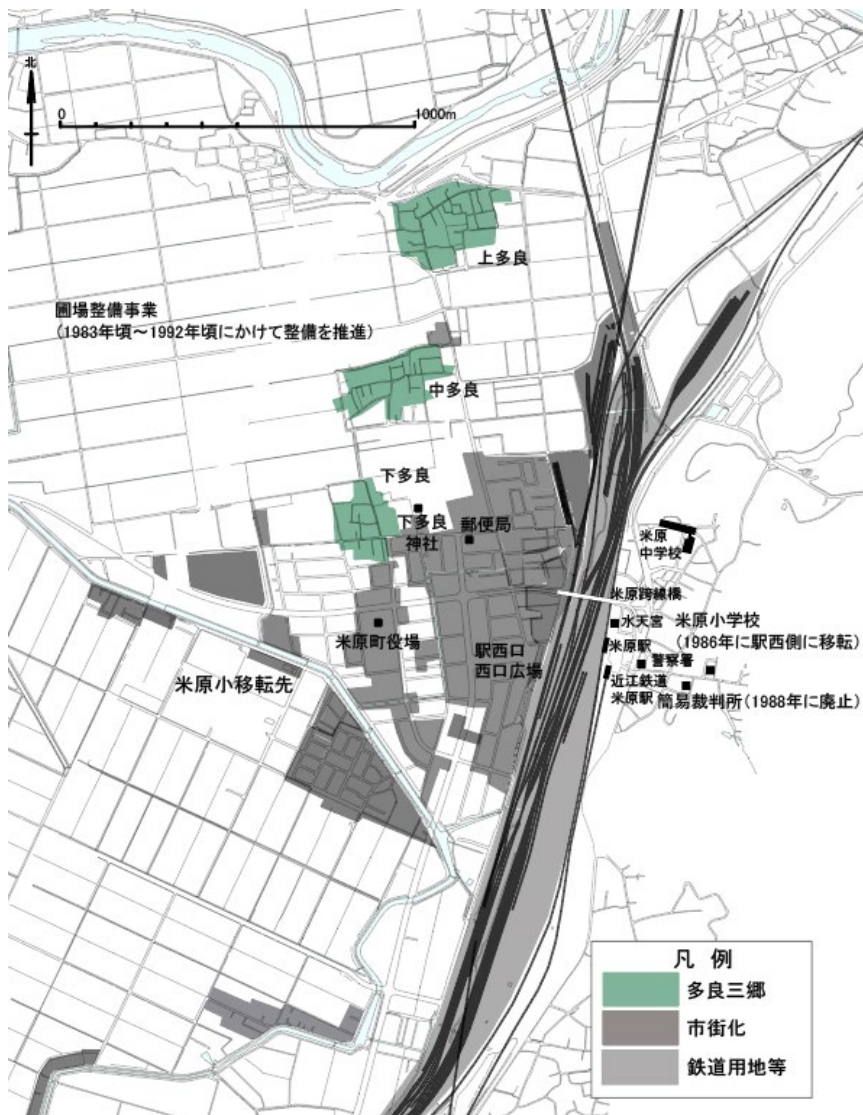 北
0
1000m
上多良
圃場整備事業
(1983年頃～1992年頃にかけて整備を推進)
中多良
下多良
下多良
神社
郵便局
米原
中学校
米原跨線橋
水天宮
米原小学校
(1986年に駅西側に移転)
米原町役場
駅西口
西口広場
米原駅
警察署
近江鉄道
米原駅
簡易裁判所(1988年に廃止)
米原小移転先
凡例
多良三郷
市街化
鉄道用地等